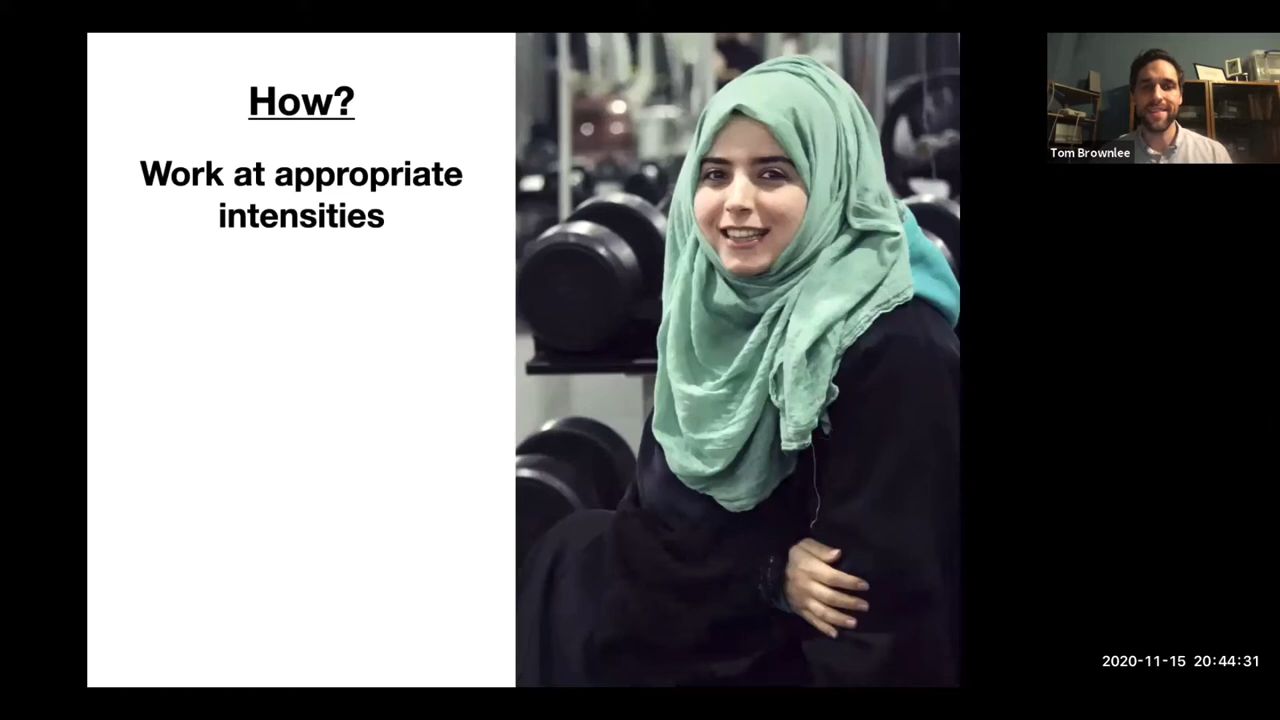 How?
Work at appropriate
intensities
Tom Brownlee
2020-11-15 20:44:31